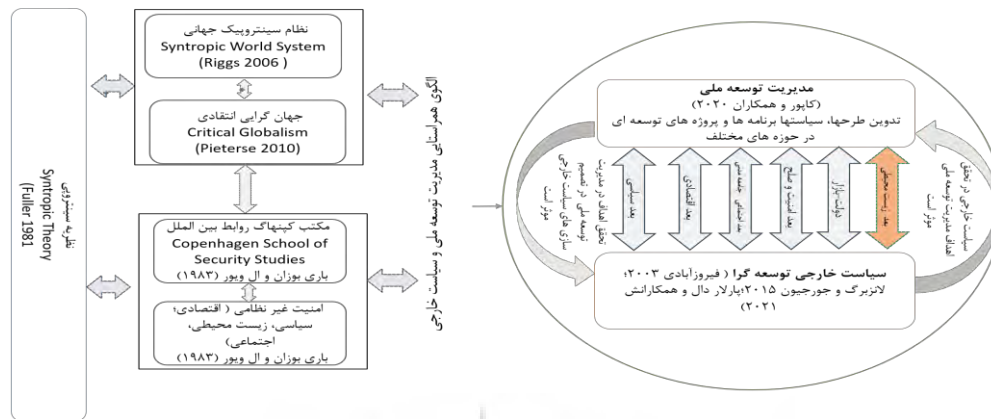 نظریه سینتروپی
Syntropic Theory
(Fuller 1981)
نظام سینتروپیک جهانی
Syntropic World System
(Riggs 2006 )
جهان گرایی انتقادی
Critical Globalism
(Pieterse 2010)
مکتب کپنهاگ روابط بین الملل
Copenhagen School of
Security Studies
باری بوزان و ال ویور (۱۹۸۳)
امنیت غیر نظامی ( اقتصادی؛
سیاسی، زیست محیطی،
اجتماعی)
باری بوزان و ال ویور (۱۹۸۳)
الگوی همراستایی مدیریت توسعه ملی و سیاست خارجی
مدیریت توسعه ملی
(کاپور و همکاران ۲۰۲۰)
تدوین طرحها، سیاستها برنامه ها و پروژه های توسعه ای
در حوزه های مختلف
تحقق اهداف در مدیریت
توسعه ملی در تصمیم
سازی های سیاست خارجی
موثر است
بعد سیاسی
بعد اقتصادی
بعد اجتماعی جامعه مدنی
بعد امنیت و صلح
دولت-بازار
بعد زیست محیطی
سیاست خارجی در تحقق
اهداف مدیریت توسعه ملی
موثر است
سیاست خارجی توسعه گرا ( فیروزآبادی ۲۰۰۳؛
لانزبرگ و جورجیون ۲۰۱۵؛پارلار دال و همکارانش
۲۰۲۱)